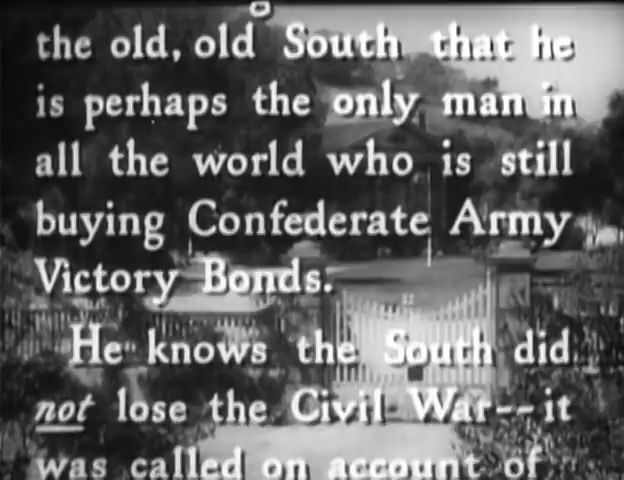 the old, old South that he
is perhaps the only man in
all the world who is still
buying Confederate Army
Victory Bonds.
He knows the South did
not lose the Civil War--it
was called on account of